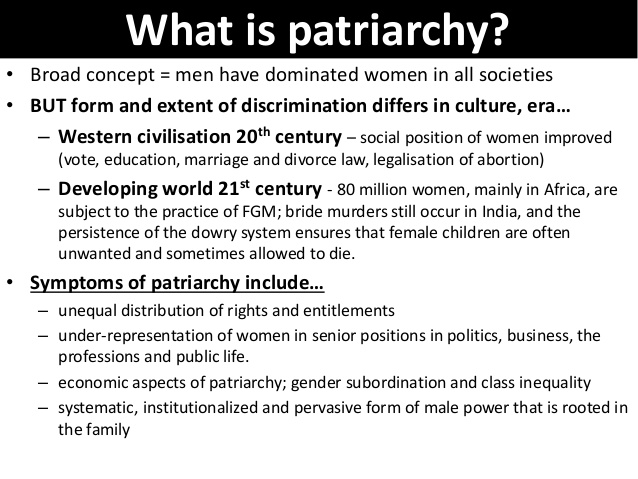 What is patriarchy?
• Broad concept = men have dominated women in all societies
• BUT form and extent of discrimination differs in culture, era…
– Western civilisation 20th century – social position of women improved
(vote, education, marriage and divorce law, legalisation of abortion)
– Developing world 21st century - 80 million women, mainly in Africa, are
subject to the practice of FGM; bride murders still occur in India, and the
persistence of the dowry system ensures that female children are often
unwanted and sometimes allowed to die.
• Symptoms of patriarchy include…
– unequal distribution of rights and entitlements
– under-representation of women in senior positions in politics, business, the
professions and public life.
– economic aspects of patriarchy; gender subordination and class inequality
– systematic, institutionalized and pervasive form of male power that is rooted in
the family